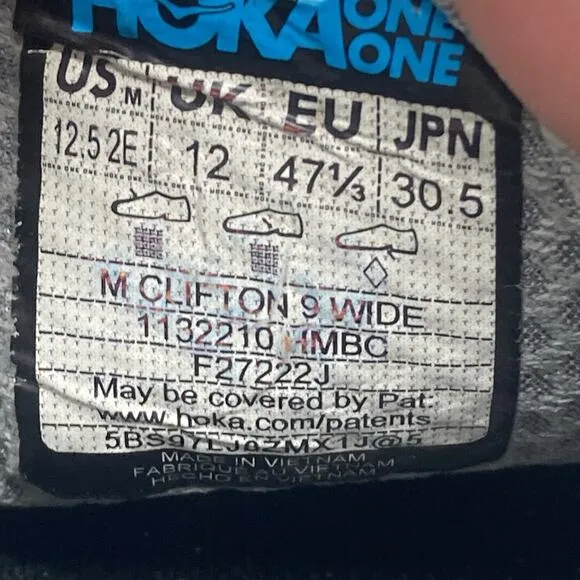 HOKA ONE ONE
US M UK EU JPN
12.5 2E 12 47⅓ 30.5
M CLIFTON 9 WIDE
1132210 HMBC
F27222J
May be covered by Pat:
www.hoka.com/patents
MADE IN VIETNAM
FABRIQUÉ AU VIETNAM
HECHO EN VIETNAM